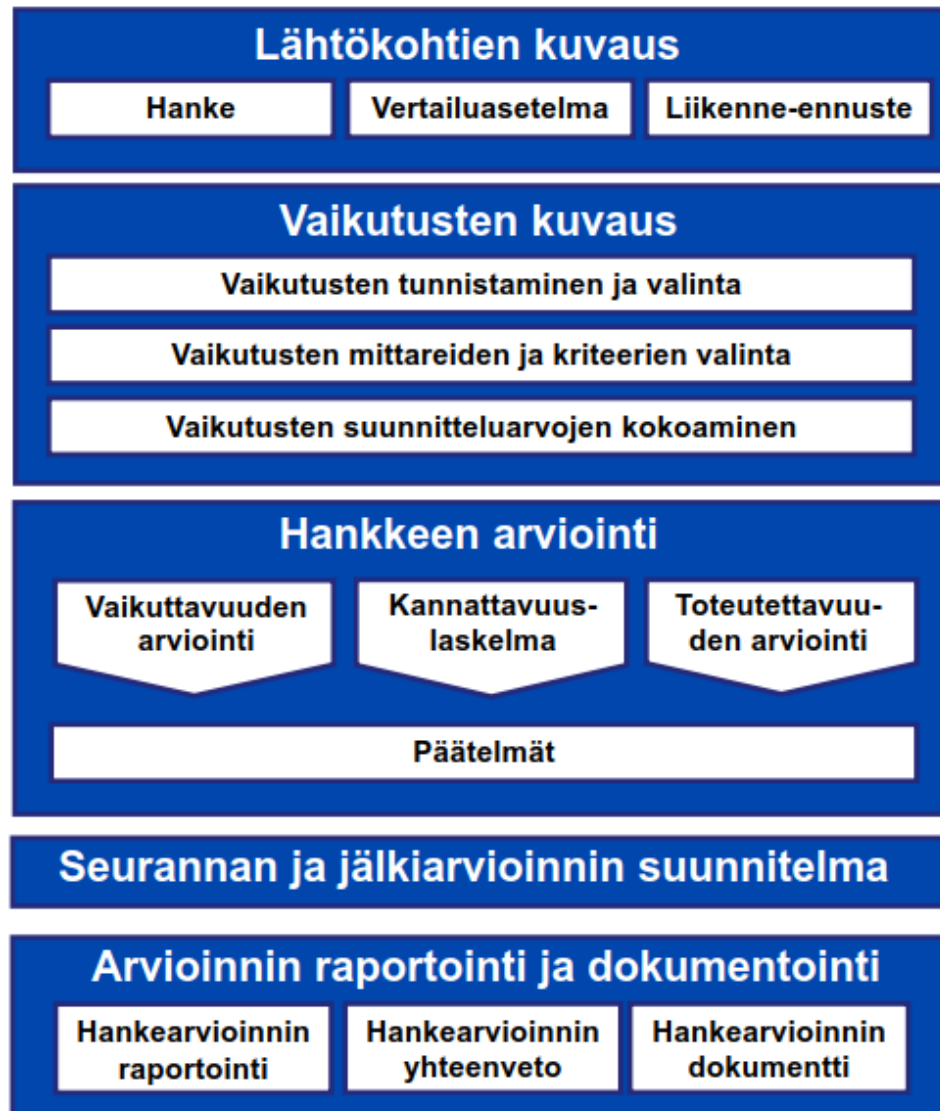 Lähtökohtien kuvaus
Hanke
Vertailuasetelma
Liikenne-ennuste
Vaikutusten kuvaus
Vaikutusten tunnistaminen ja valinta
Vaikutusten mittareiden ja kriteerien valinta
Vaikutusten suunnitteluarvojen kokoaminen
Hankkeen arviointi
Vaikuttavuuden
arviointi
Kannattavuus-
laskelma
Toteutettavuu-
den arviointi
Päätelmät
Seurannan ja jälkiarvioinnin suunnitelma
Arvioinnin raportointi ja dokumentointi
Hankearvioinnin
raportointi
Hankearvioinnin
yhteenveto
Hankearvioinnin
dokumentti